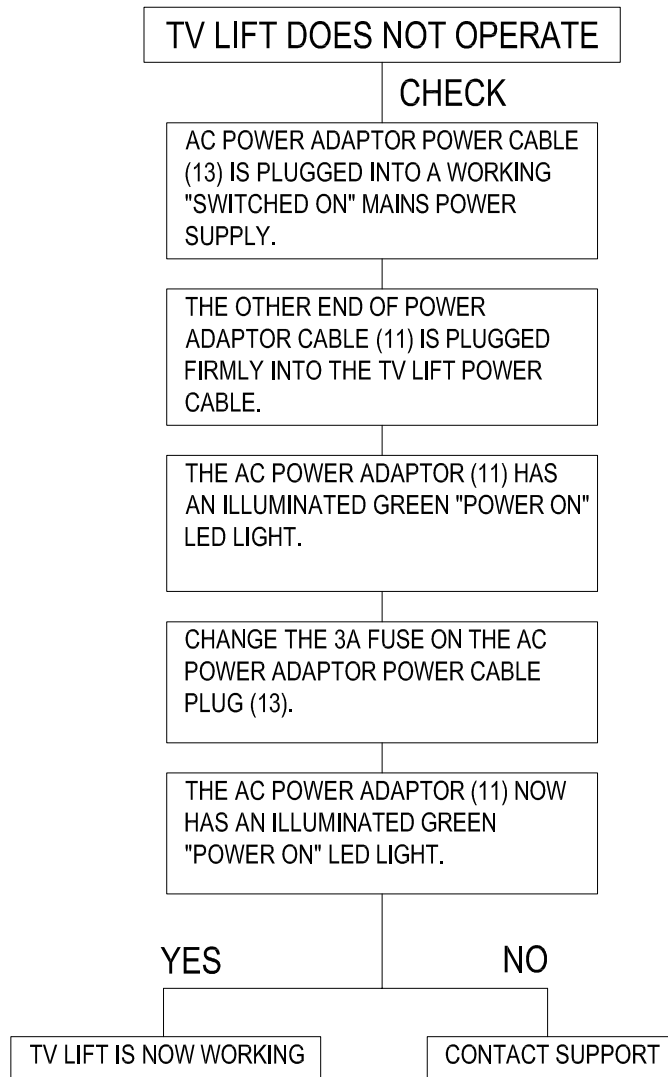 TV LIFT DOES NOT OPERATE
CHECK
AC POWER ADAPTOR POWER CABLE
(13) IS PLUGGED INTO A WORKING
"SWITCHED ON" MAINS POWER
SUPPLY.
THE OTHER END OF POWER
ADAPTOR CABLE (11) IS PLUGGED
FIRMLY INTO THE TV LIFT POWER
CABLE.
THE AC POWER ADAPTOR (11) HAS
AN ILLUMINATED GREEN "POWER ON"
LED LIGHT.
CHANGE THE 3A FUSE ON THE AC
POWER ADAPTOR POWER CABLE
PLUG (13).
THE AC POWER ADAPTOR (11) NOW
HAS AN ILLUMINATED GREEN
"POWER ON" LED LIGHT.
YES
NO
TV LIFT IS NOW WORKING
CONTACT SUPPORT